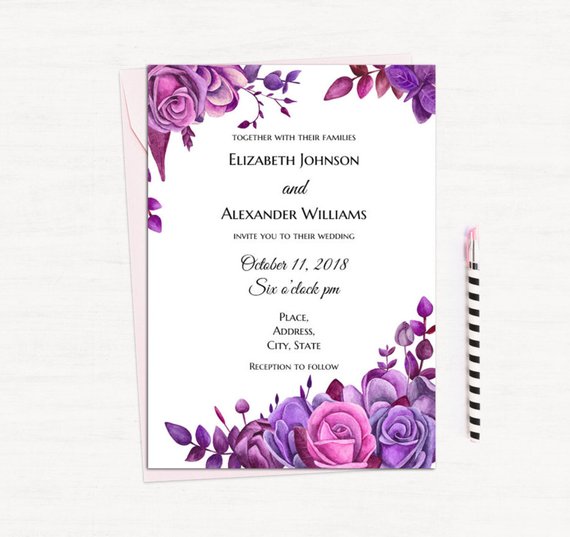 Together with their families
Elizabeth Johnson
and
Alexander Williams
invite you to their wedding
October 11, 2018
Six o'clock pm
Place,
Address,
City, State
Reception to follow